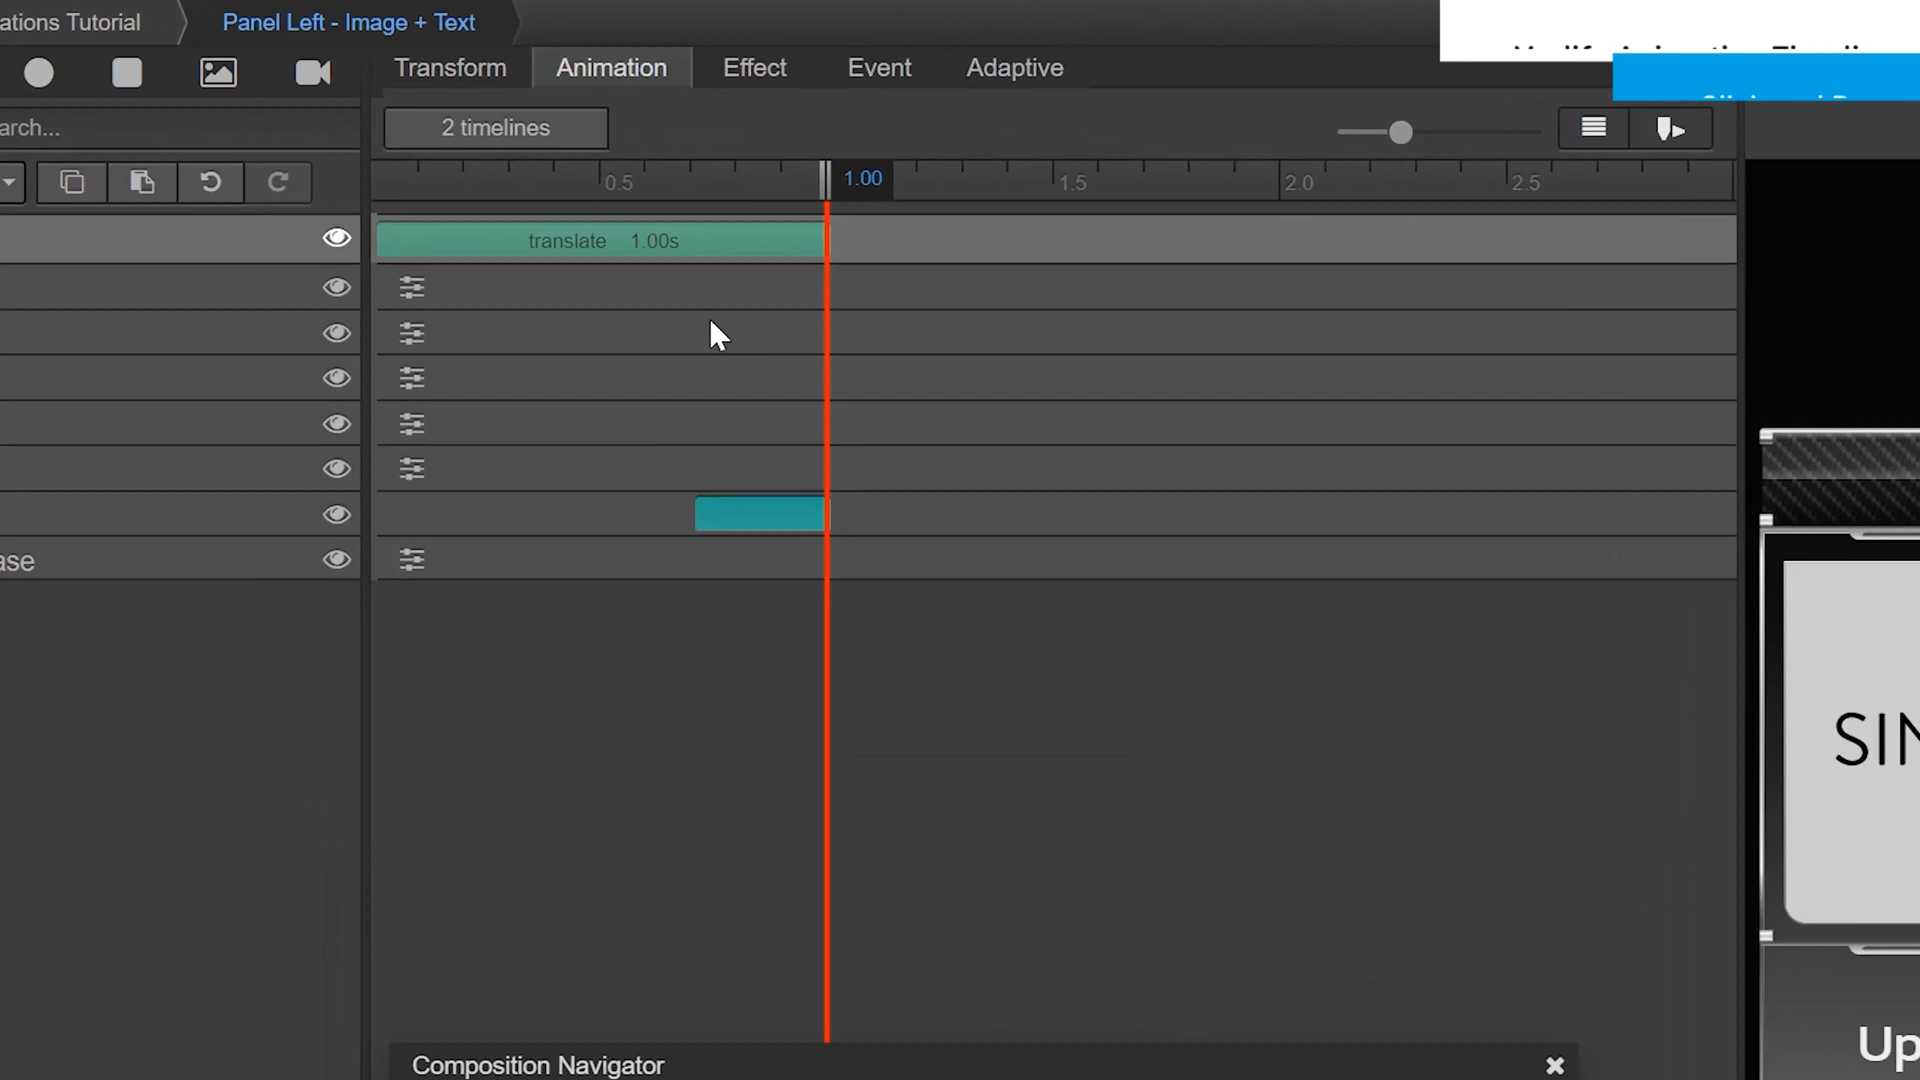 ations Tutorial
Panel Left - Image + Text
Transform
Animation
Effect
Event
Adaptive
arch...
2 timelines
0.5
1.00
1.5
2.0
2.5
translate 1.00s
ase
SIN
Up
Composition Navigator